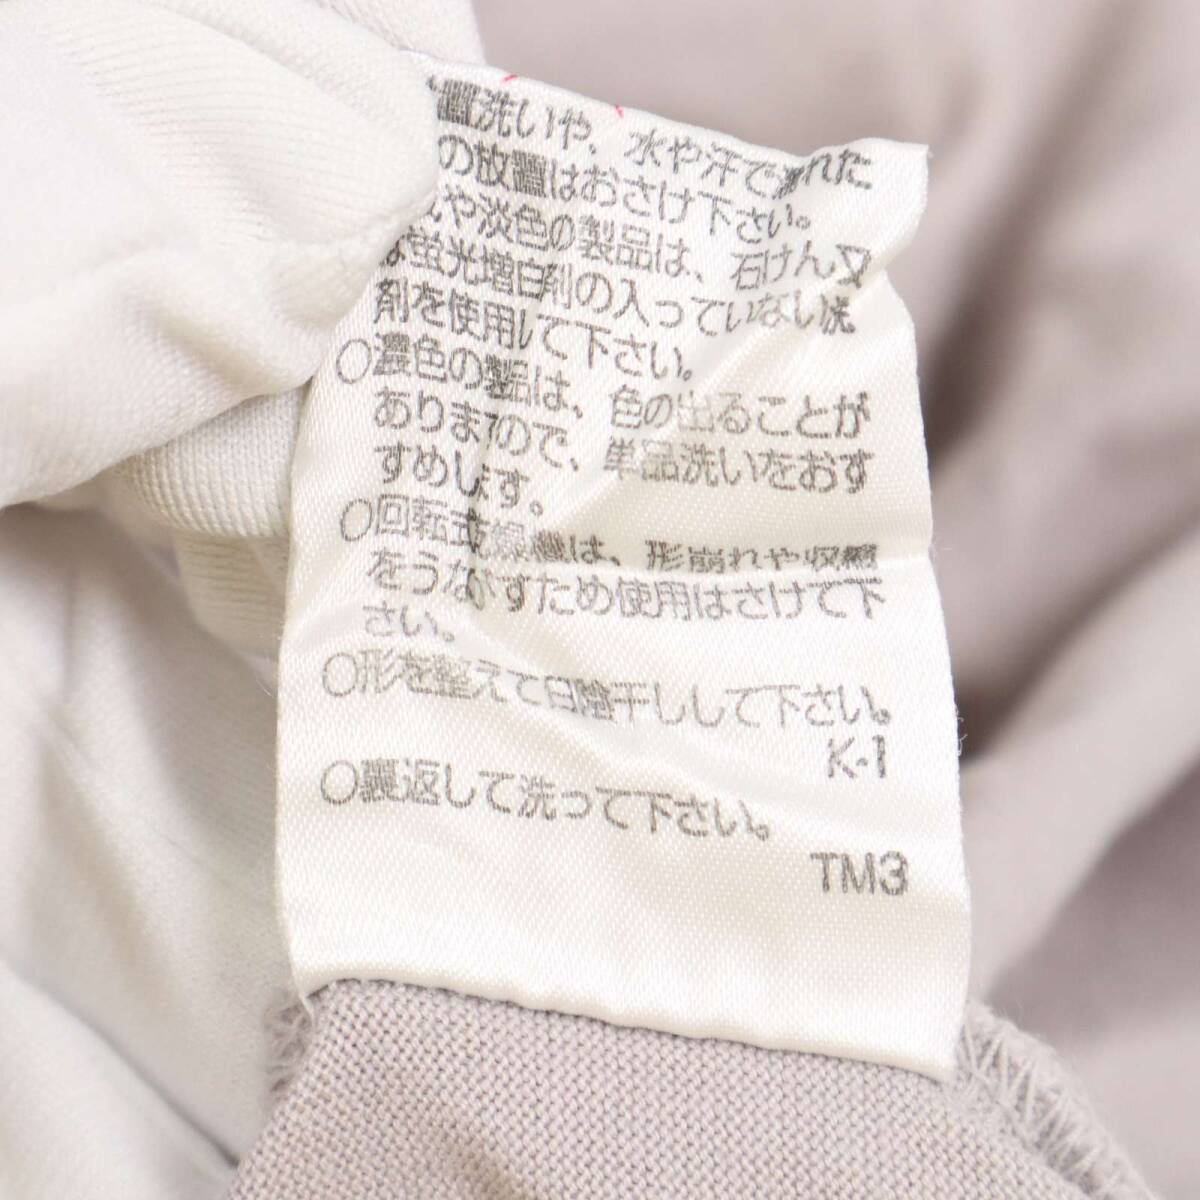 置洗いや、水や汗で濡れた
の放置はおさけ下さい。
や淡色の製品は、石けん又
は蛍光増白剤の入っていない洗
剤を使用して下さい。
○濃色の製品は、色の出ることが
ありますので、単品洗いをおす
すめします。
○回転式乾燥機は、形崩れや収縮
をうながすため使用はさけて下
さい。
○形を整えて日陰干しして下さい。
K-1
○裏返して洗って下さい。
TM3